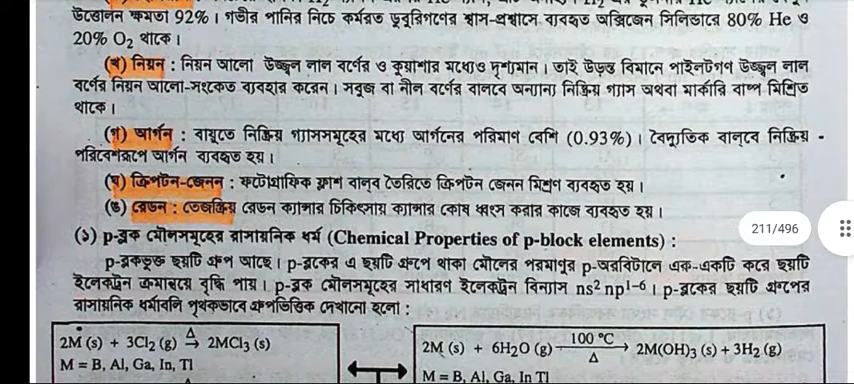 উত্তোলন ক্ষমতা 92%। গভীর পানির নিচে কর্মরত ডুবুরিগণের শ্বাস-প্রশ্বাসে ব্যবহৃত অক্সিজেন সিলিন্ডারে 80% He ও
20% O₂ থাকে।
(খ) নিয়ন : নিয়ন আলো উজ্জ্বল লাল বর্ণের ও কুয়াশার মধ্যেও দৃশ্যমান। তাই উড়ন্ত বিমানে পাইলটগণ উজ্জ্বল লাল
বর্ণের নিয়ন আলো-সংকেত ব্যবহার করেন। সবুজ বা নীল বর্ণের বাল্বে অন্যান্য নিষ্ক্রিয় গ্যাস অথবা মার্কারি বাষ্প মিশ্রিত
থাকে।
(গ) আর্গন : বায়ুতে নিষ্ক্রিয় গ্যাসসমূহের মধ্যে আর্গনের পরিমাণ বেশি (0.93%)। বৈদ্যুতিক বাল্বে নিষ্ক্রিয়
পরিবেশরূপে আর্গন ব্যবহৃত হয়।
(ঘ) ক্রিপটন-জেনন : ফটোগ্রাফিক ফ্লাশ বাল্ব তৈরিতে ক্রিপটন জেনন মিশ্রণ ব্যবহৃত হয়।
(ঙ) রেডন : তেজস্ক্রিয় রেডন ক্যান্সার চিকিৎসায় ক্যান্সার কোষ ধ্বংস করার কাজে ব্যবহৃত হয়।
211/496
(১) p-ব্লক মৌলসমূহের রাসায়নিক ধর্ম (Chemical Properties of p-block elements) :
p-ব্লকভুক্ত ছয়টি গ্রুপ আছে। p-ব্লকের এ ছয়টি গ্রুপে থাকা মৌলের পরমাণুর p-অরবিটালে এক-একটি করে ছয়টি
ইলেকট্রন ক্রমান্বয়ে বৃদ্ধি পায়। p-ব্লক মৌলসমূহের সাধারণ ইলেকট্রন বিন্যাস ns² np¹⁻⁶। p-ব্লকের ছয়টি গ্রুপের
রাসায়নিক ধর্মাবলি পৃথকভাবে গ্রুপভিত্তিক দেখানো হলো :
2M (s) + 3Cl₂ (g) Δ→ 2MCl₃ (s)
M = B, Al, Ga, In, Tl
2M (s) + 6H₂O (g) 100 °C Δ → 2M(OH)₃ (s) + 3H₂ (g)
M = B, Al, Ga, In Tl